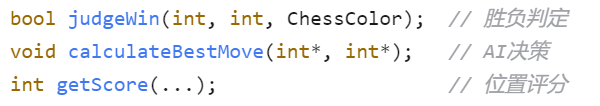 bool judgeWin(int, int, ChessColor);  // 胜负判定
void calculateBestMove(int*, int*);   // AI决策
int getScore(...);                    // 位置评分